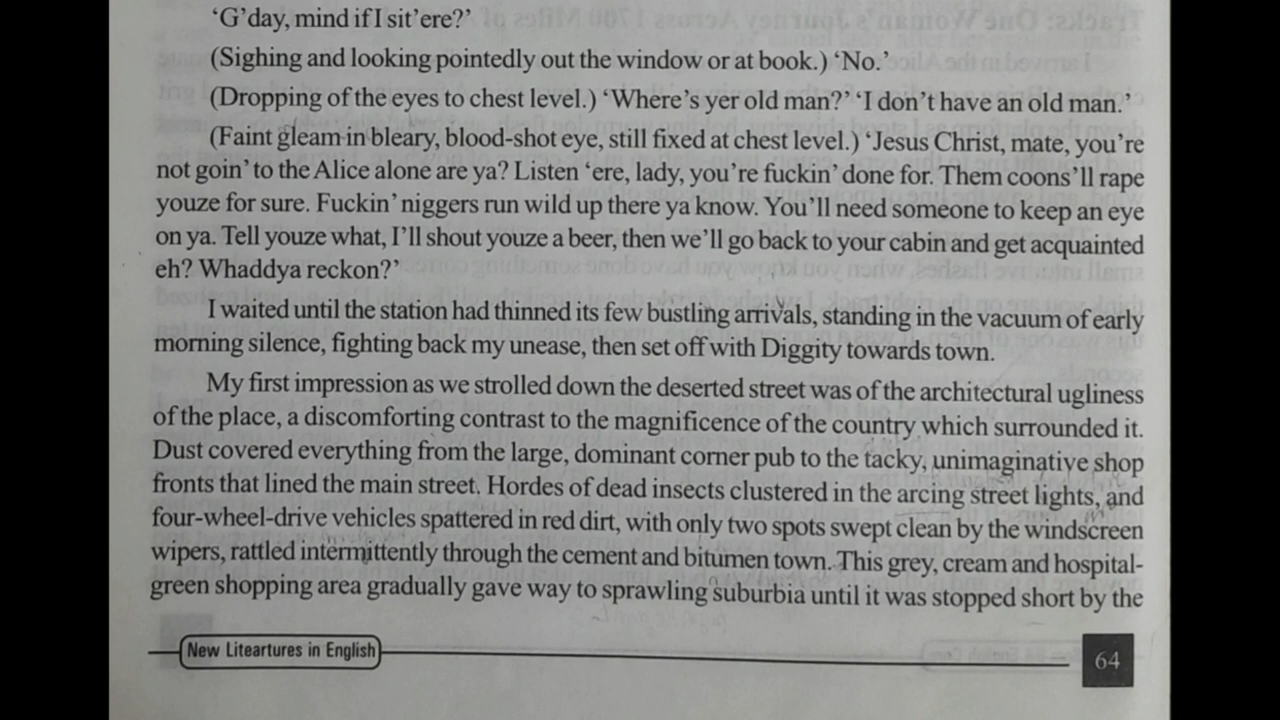 ‘G’day, mind if I sit’ere?’
(Sighing and looking pointedly out the window or at book.) ‘No.’
(Dropping of the eyes to chest level.) ‘Where’s yer old man?’ ‘I don’t have an old man.’
(Faint gleam in bleary, blood-shot eye, still fixed at chest level.) ‘Jesus Christ, mate, you’re
not goin’ to the Alice alone are ya? Listen ‘ere, lady, you’re fuckin’ done for. Them coons’ll rape
youze for sure. Fuckin’ niggers run wild up there ya know. You’ll need someone to keep an eye
on ya. Tell youze what, I’ll shout youze a beer, then we’ll go back to your cabin and get acquainted
eh? Whaddya reckon?’
I waited until the station had thinned its few bustling arrivals, standing in the vacuum of early
morning silence, fighting back my unease, then set off with Diggity towards town.
My first impression as we strolled down the deserted street was of the architectural ugliness
of the place, a discomforting contrast to the magnificence of the country which surrounded it.
Dust covered everything from the large, dominant corner pub to the tacky, unimaginative shop
fronts that lined the main street. Hordes of dead insects clustered in the arcing street lights, and
four-wheel-drive vehicles spattered in red dirt, with only two spots swept clean by the windscreen
wipers, rattled intermittently through the cement and bitumen town. This grey, cream and hospital-
green shopping area gradually gave way to sprawling suburbia until it was stopped short by the
New Liteartures in English
64